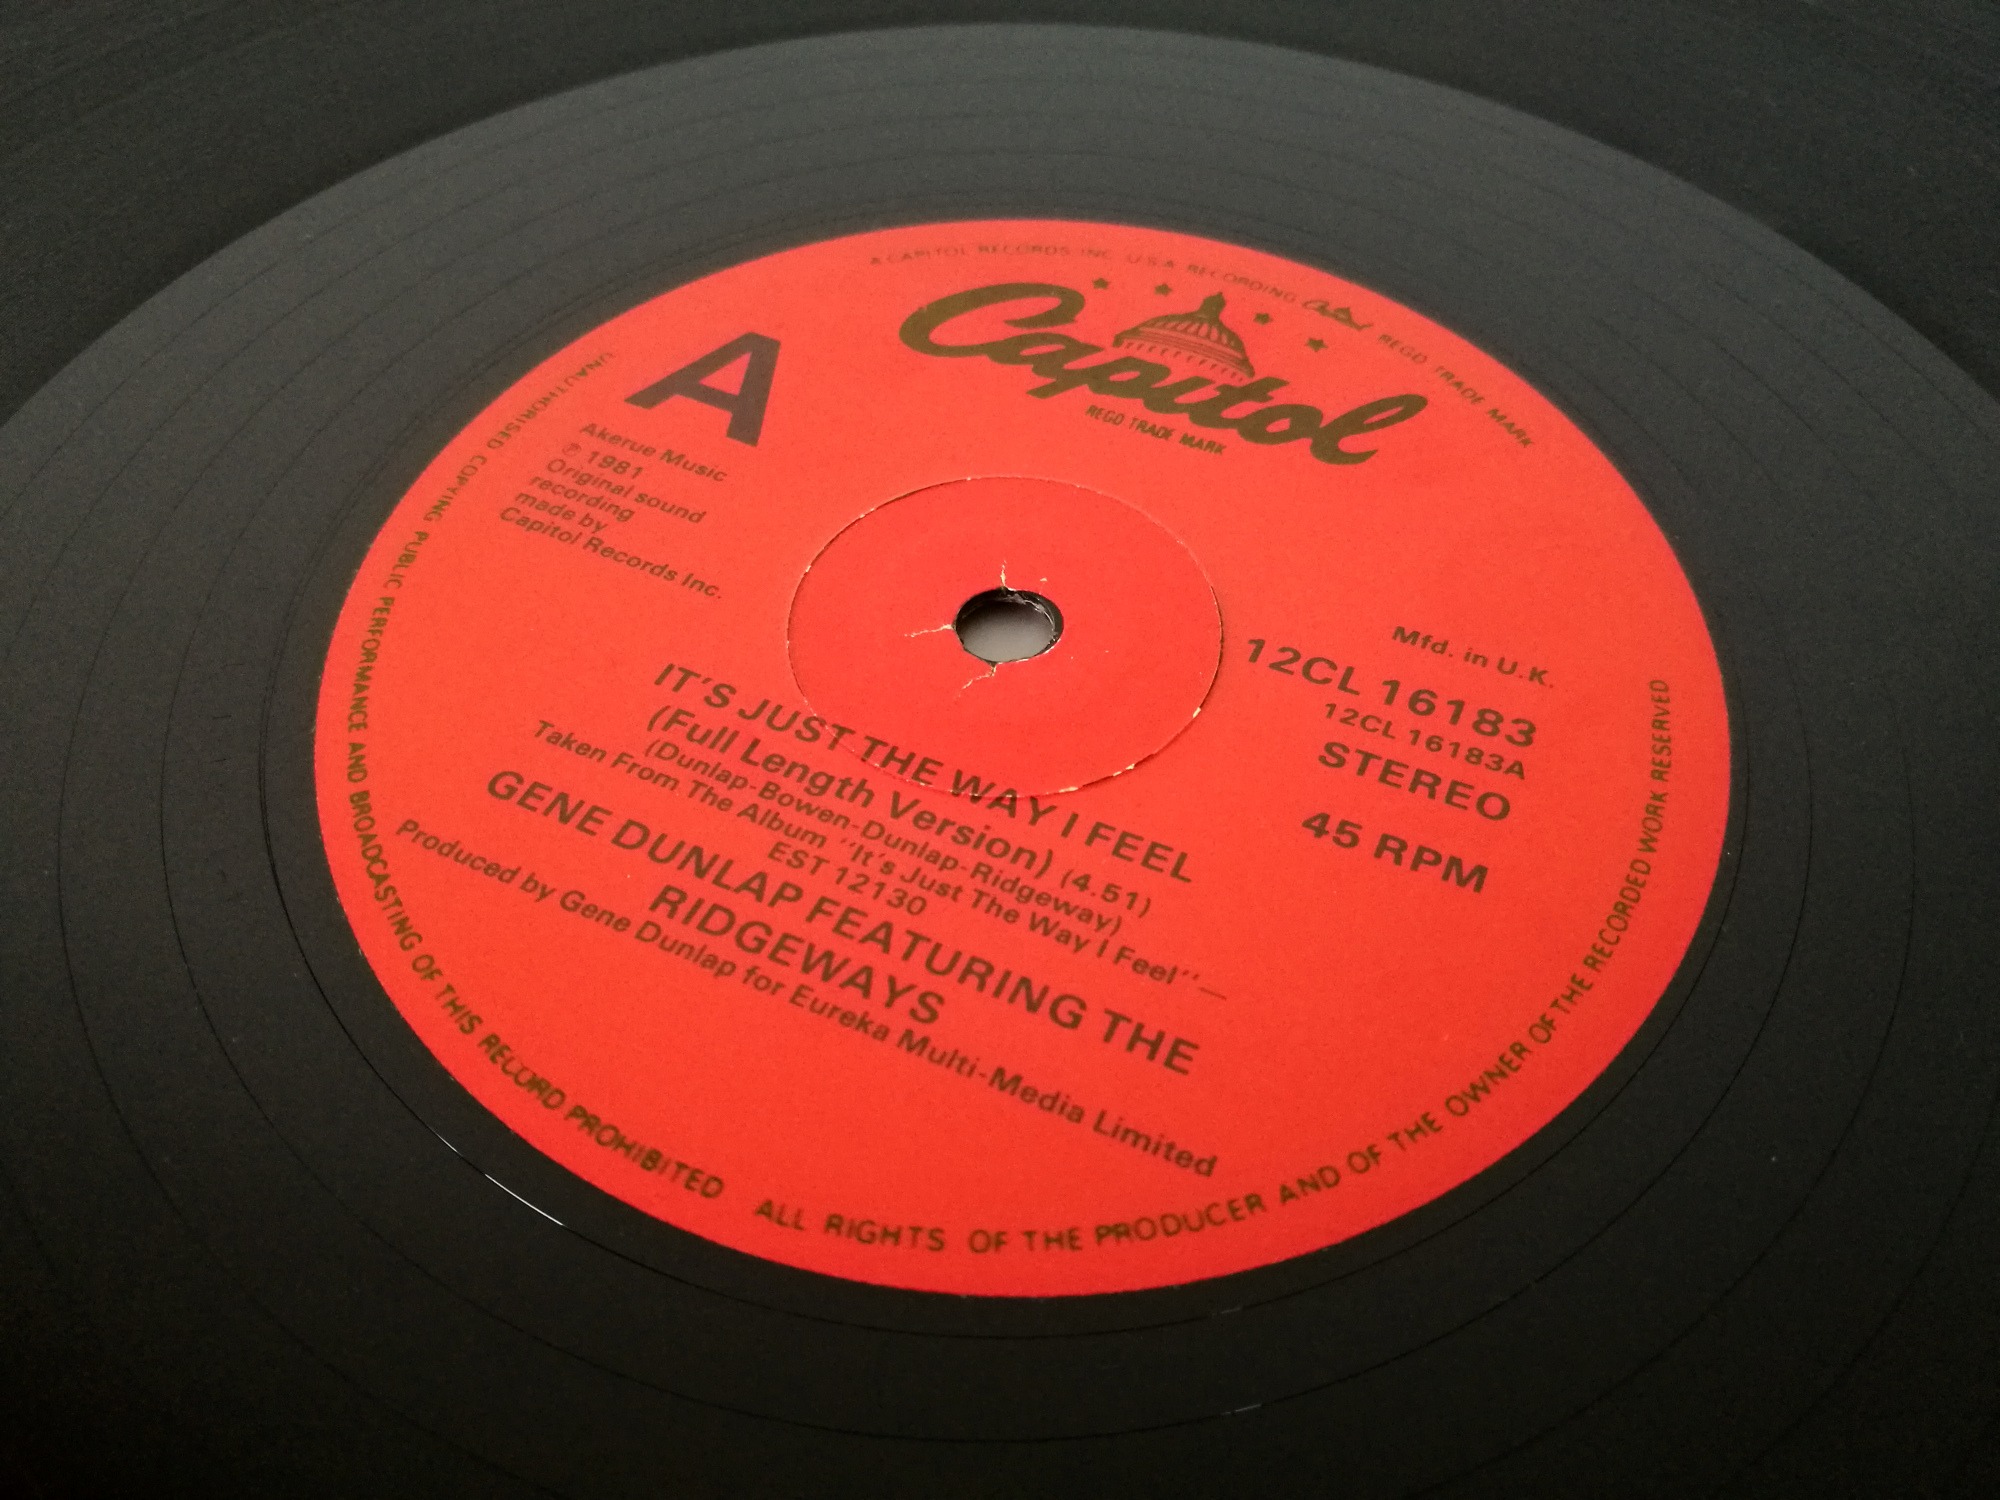 A CAPITOL RECORDS INC. U.S.A. RECORDING Capitol REGD TRADE MARK
Capitol
REGD TRADE MARK
A
Akerue Music
℗ 1981
Original sound
recording
made by
Capitol Records Inc.
Mfd. in U.K.
12CL 16183
12CL 16183A
STEREO
45 RPM
IT'S JUST THE WAY I FEEL
(Full Length Version) (4.51)
(Dunlap-Bowen-Dunlap-Ridgeway)
Taken From The Album "It's Just The Way I Feel"—
EST 12130
GENE DUNLAP FEATURING THE
RIDGEWAYS
Produced by Gene Dunlap for Eureka Multi-Media Limited
UNAUTHORISED COPYING PUBLIC PERFORMANCE AND BROADCASTING OF THIS RECORD PROHIBITED ALL RIGHTS OF THE PRODUCER AND OF THE OWNER OF THE RECORDED WORK RESERVED